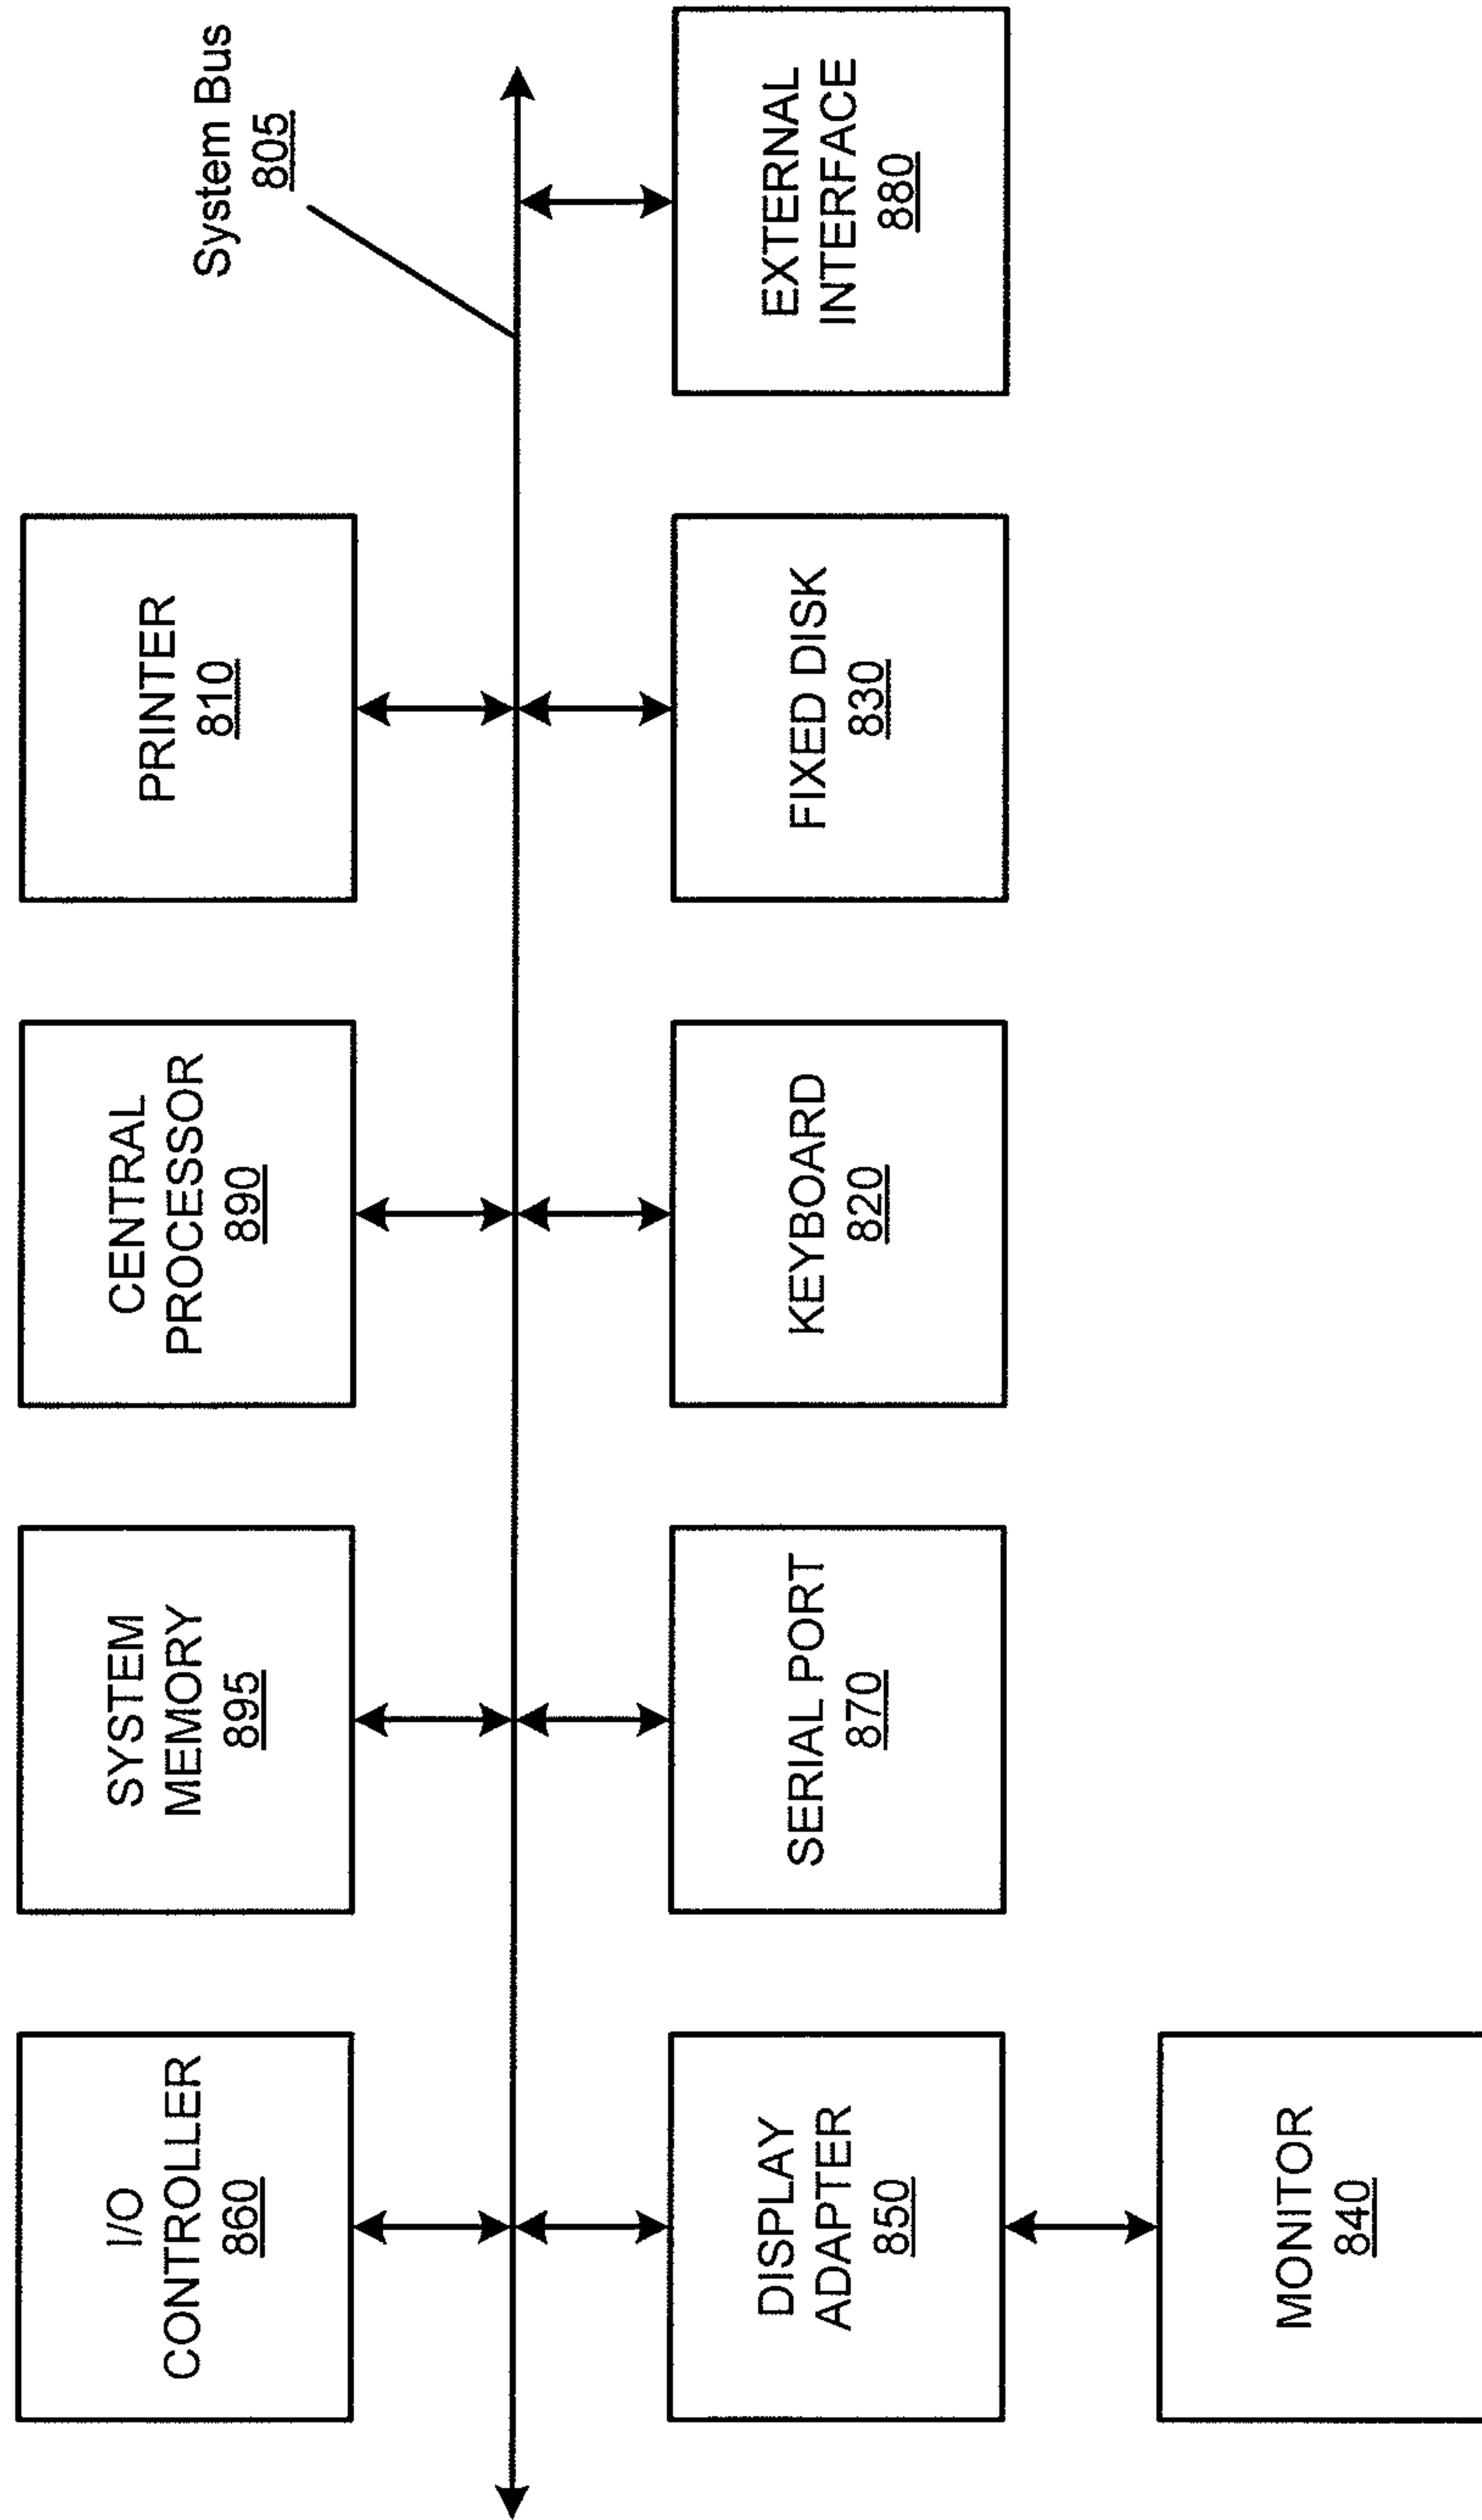 I/O
CONTROLLER
860
SYSTEM
MEMORY
895
CENTRAL
PROCESSOR
890
PRINTER
810
System Bus
805
DISPLAY
ADAPTER
850
SERIAL PORT
870
KEYBOARD
820
FIXED DISK
830
EXTERNAL
INTERFACE
880
MONITOR
840